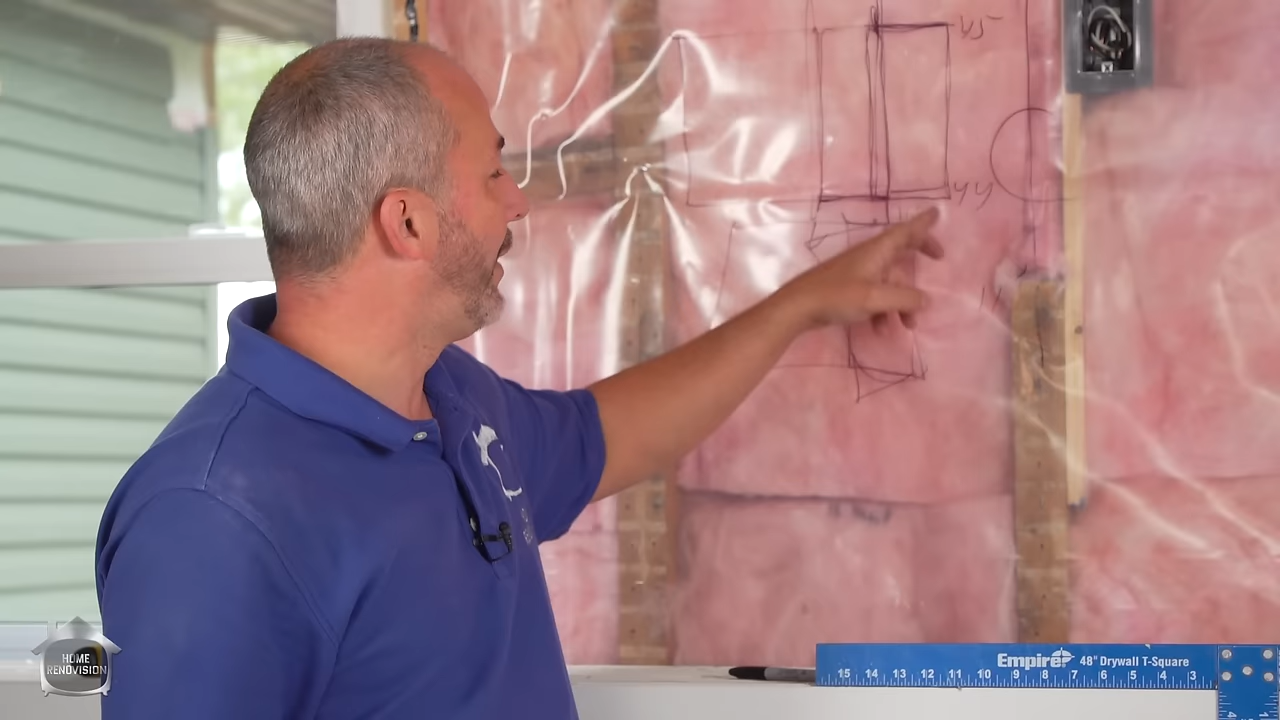 45
44
Empire 48" Drywall T-Square
15 14 13 12 11 10 9 8 7 6 5 4 3
HOME
RENOVISION